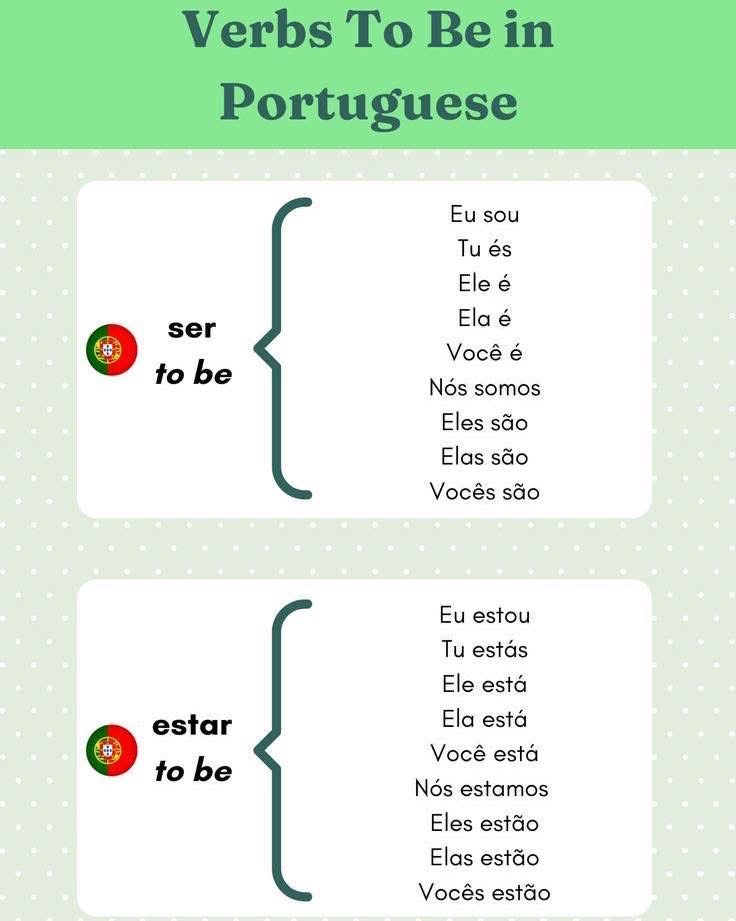 Verbs To Be in
Portuguese
ser
to be
Eu sou
Tu és
Ele é
Ela é
Você é
Nós somos
Eles são
Elas são
Vocês são
estar
to be
Eu estou
Tu estás
Ele está
Ela está
Você está
Nós estamos
Eles estão
Elas estão
Vocês estão